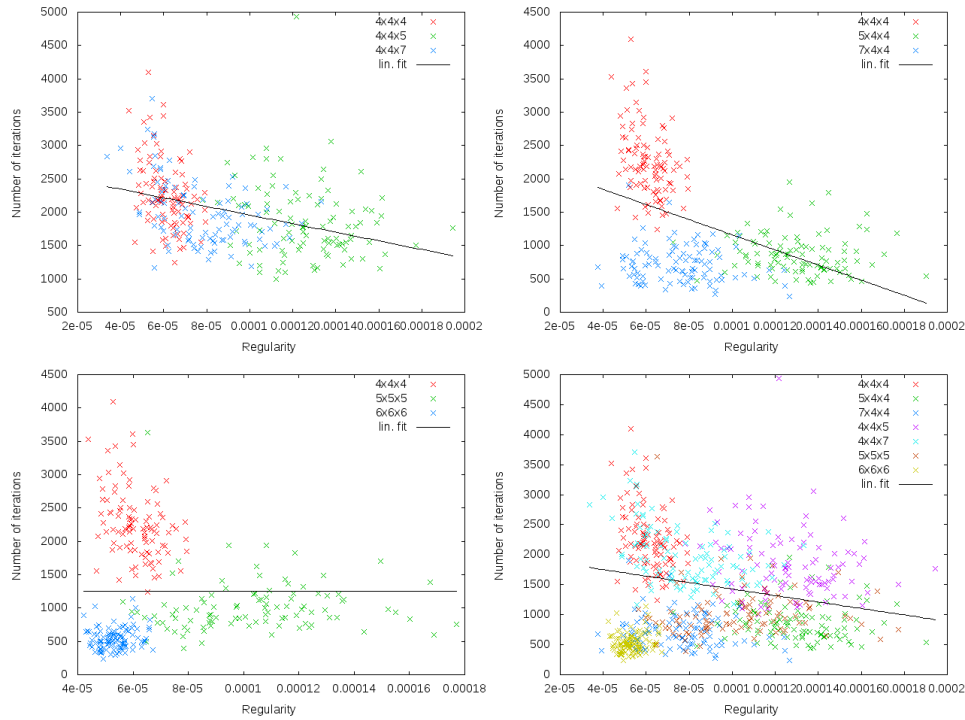 5000
4500
4000
3500
3000
2500
2000
1500
1000
500
Number of iterations
2e-05 4e-05 6e-05 8e-05 0.0001 0.00012 0.00014 0.00016 0.00018 0.0002
Regularity
4x4x4
4x4x5
4x4x7
lin. fit
4500
4000
3500
3000
2500
2000
1500
1000
500
0
Number of iterations
2e-05 4e-05 6e-05 8e-05 0.0001 0.00012 0.00014 0.00016 0.00018 0.0002
Regularity
4x4x4
5x4x4
7x4x4
lin. fit
4500
4000
3500
3000
2500
2000
1500
1000
500
0
Number of iterations
4e-05 6e-05 8e-05 0.0001 0.00012 0.00014 0.00016 0.00018
Regularity
4x4x4
5x5x5
6x6x6
lin. fit
5000
4500
4000
3500
3000
2500
2000
1500
1000
500
0
Number of iterations
2e-05 4e-05 6e-05 8e-05 0.0001 0.00012 0.00014 0.00016 0.00018 0.0002
Regularity
4x4x4
5x4x4
7x4x4
4x4x5
4x4x7
5x5x5
6x6x6
lin. fit